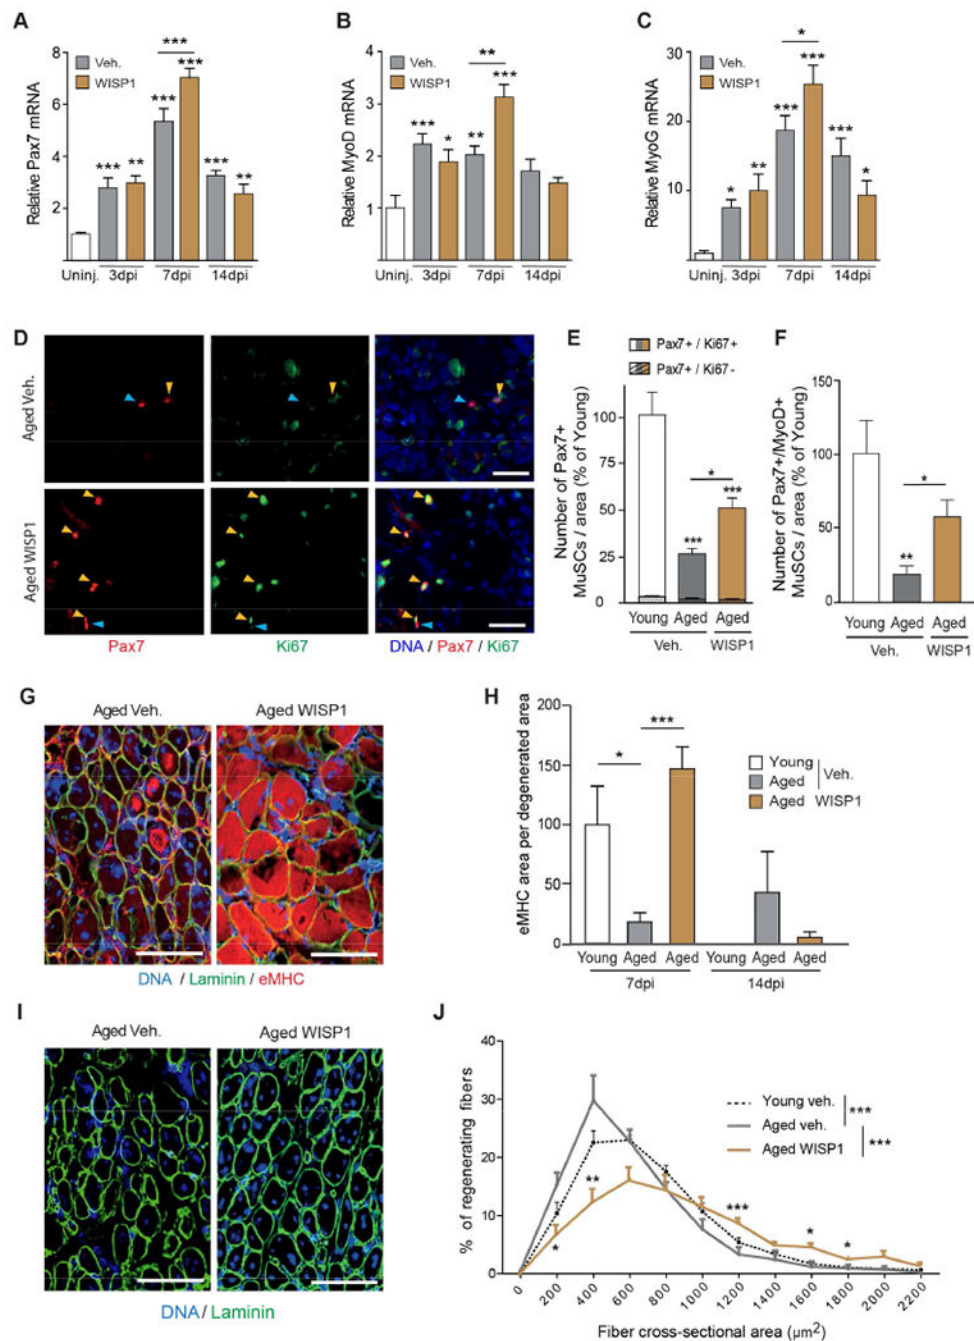 A
Relative Pax7 mRNA
8
6
4
2
Veh.
WISP1
***
***
*** **
***
***
***
**
Uninj. 3dpi 7dpi 14dpi
B
Relative MyoD mRNA
4
3
2
1
0
Veh.
WISP1
**
***
***
*
**
Uninj. 3dpi 7dpi 14dpi
C
Relative MyoG mRNA
30
20
10
Veh.
WISP1
*
***
***
***
*
**
*
Uninj. 3dpi 7dpi 14dpi
D
Aged Veh.
Aged WISP1
Pax7
Ki67
DNA / Pax7 / Ki67
E
Pax7+ / Ki67+
Pax7+ / Ki67-
Number of Pax7+
MuSCs / area (% of Young)
100
75
50
25
0
*
***
***
Young Aged Aged
Veh. WISP1
F
Number of Pax7+/MyoD+
MuSCs / area (% of Young)
150
100
50
0
*
**
Young Aged Aged
Veh. WISP1
G
Aged Veh. Aged WISP1
DNA / Laminin / eMHC
H
eMHC area per degenerated area
200
150
100
50
0
*
***
Young
Aged Veh.
Aged WISP1
Young Aged Aged Young Aged Aged
7dpi 14dpi
I
Aged Veh. Aged WISP1
DNA/ Laminin
J
% of regenerating fibers
40
30
20
10
0
Young veh.
Aged veh.
Aged WISP1
***
***
*
**
***
*
*
0 200 400 600 800 1000 1200 1400 1600 1800 2000 2200
Fiber cross-sectional area (µm²)